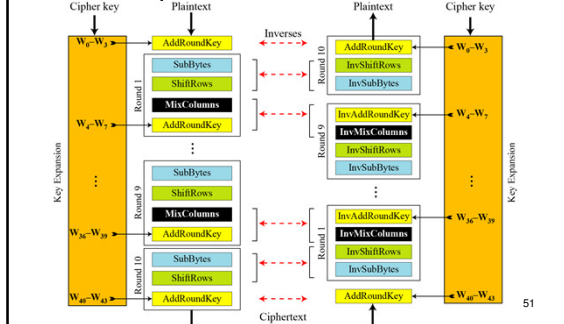 Cipher key
Plaintext
Plaintext
Cipher key
W0–W3
AddRoundKey
Inverses
AddRoundKey
W0–W3
SubBytes
ShiftRows
MixColumns
AddRoundKey
Round 1
W4–W7
InvShiftRows
InvSubBytes
Round 10
InvAddRoundKey
InvMixColumns
InvShiftRows
InvSubBytes
Round 9
W4–W7
Key Expansion
⋮
⋮
⋮
⋮
Key Expansion
SubBytes
ShiftRows
MixColumns
AddRoundKey
Round 9
W36–W39
InvAddRoundKey
InvMixColumns
InvShiftRows
InvSubBytes
Round 1
W36–W39
SubBytes
ShiftRows
AddRoundKey
Round 10
W40–W43
AddRoundKey
W40–W43
Ciphertext
51